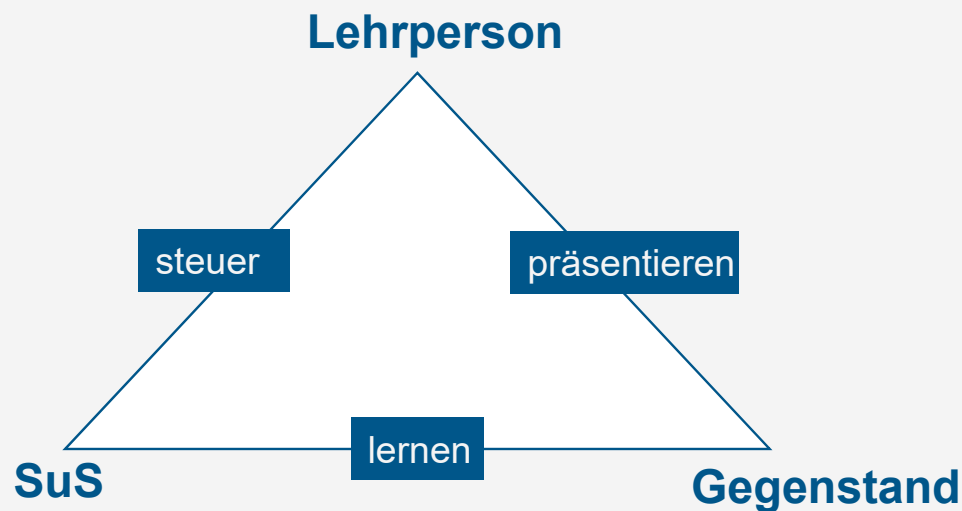 Lehrperson
steuer
präsentieren
lernen
SuS
Gegenstand